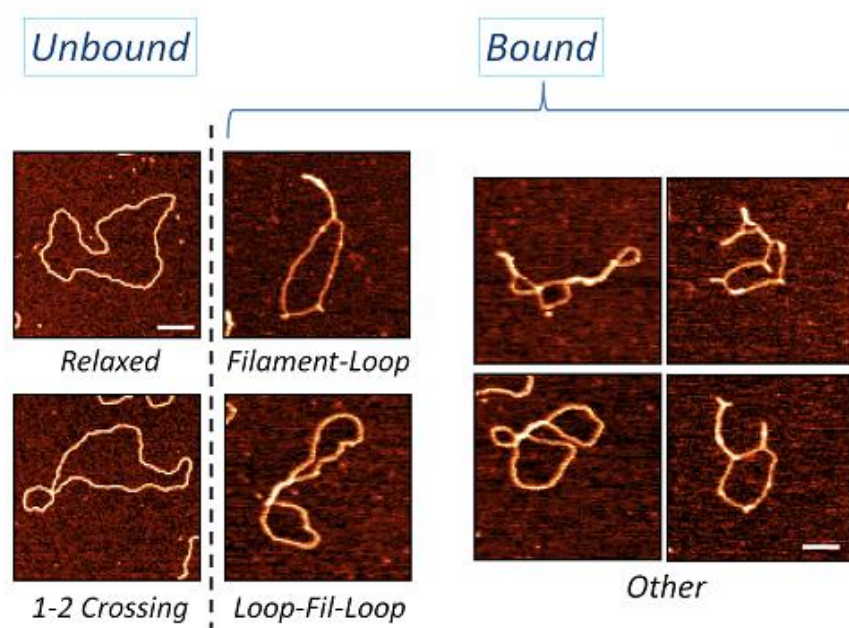 Unbound
Bound
Relaxed
Filament-Loop
1-2 Crossing
Loop-Fil-Loop
Other